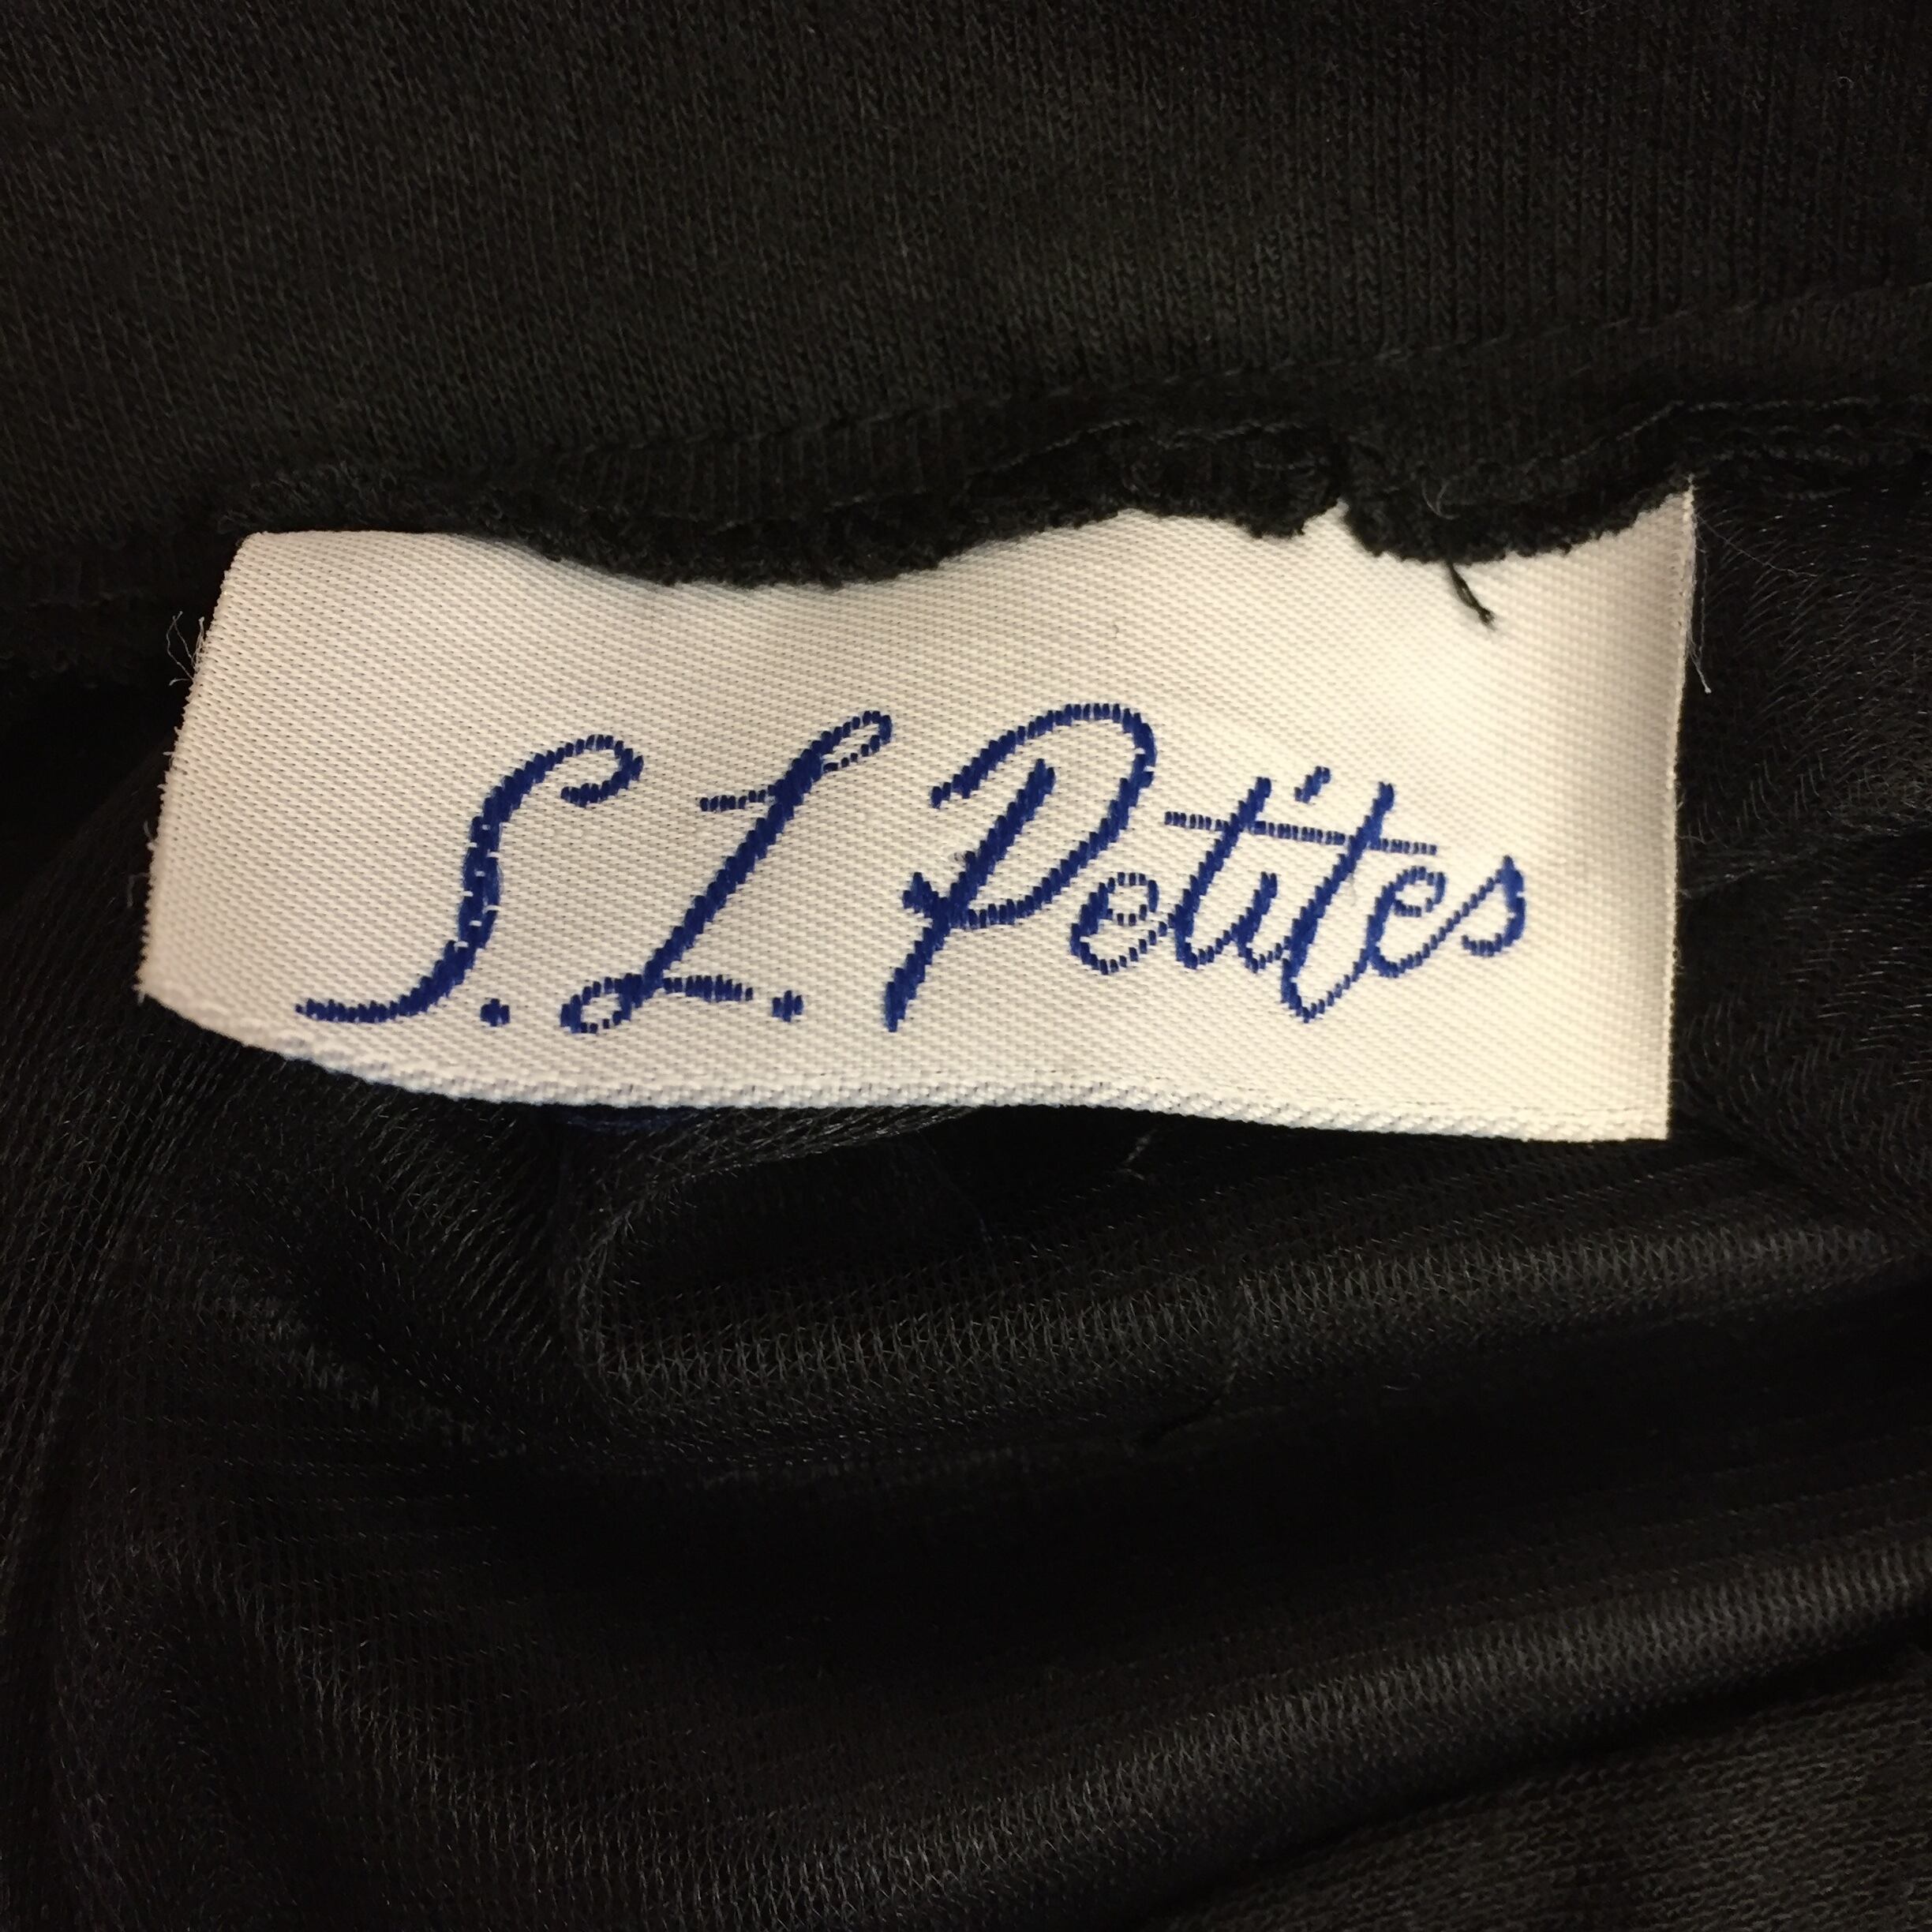 S. L. Petites